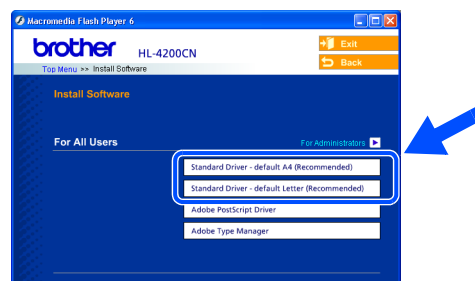 Macromedia Flash Player 6
brother HL-4200CN
Exit
Back
Top Menu >> Install Software
Install Software
For All Users
For Administrators
Standard Driver - default A4 (Recommended)
Standard Driver - default Letter (Recommended)
Adobe PostScript Driver
Adobe Type Manager